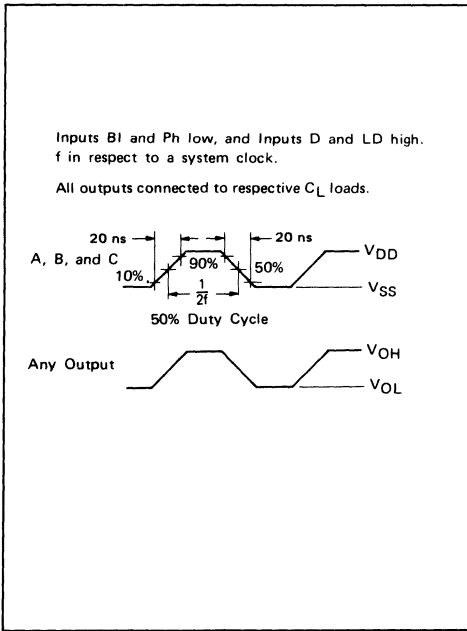 Inputs BI and Ph low, and Inputs D and LD high.
f in respect to a system clock.
All outputs connected to respective CL loads.
20 ns 20 ns
A, B, and C
10%
90%
50%
VDD
VSS
1
2f
50% Duty Cycle
Any Output
VOH
VOL